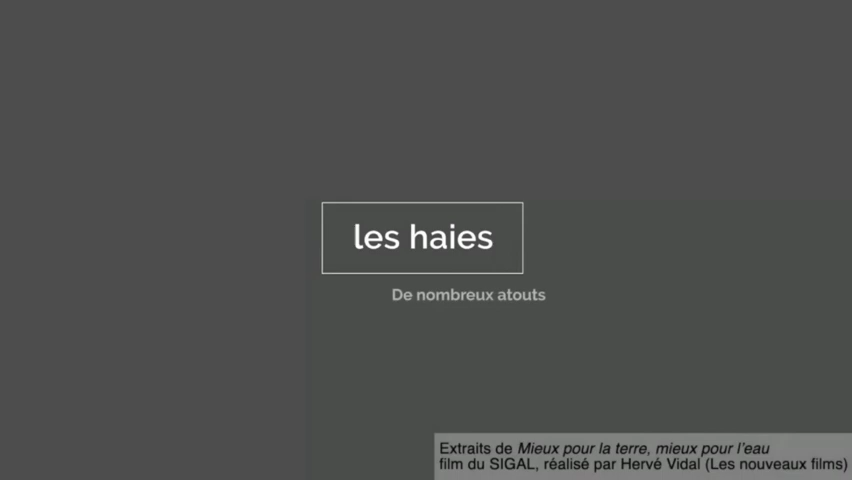 les haies
De nombreux atouts
Extraits de Mieux pour la terre, mieux pour l'eau
film du SIGAL, réalisé par Hervé Vidal (Les nouveaux films)